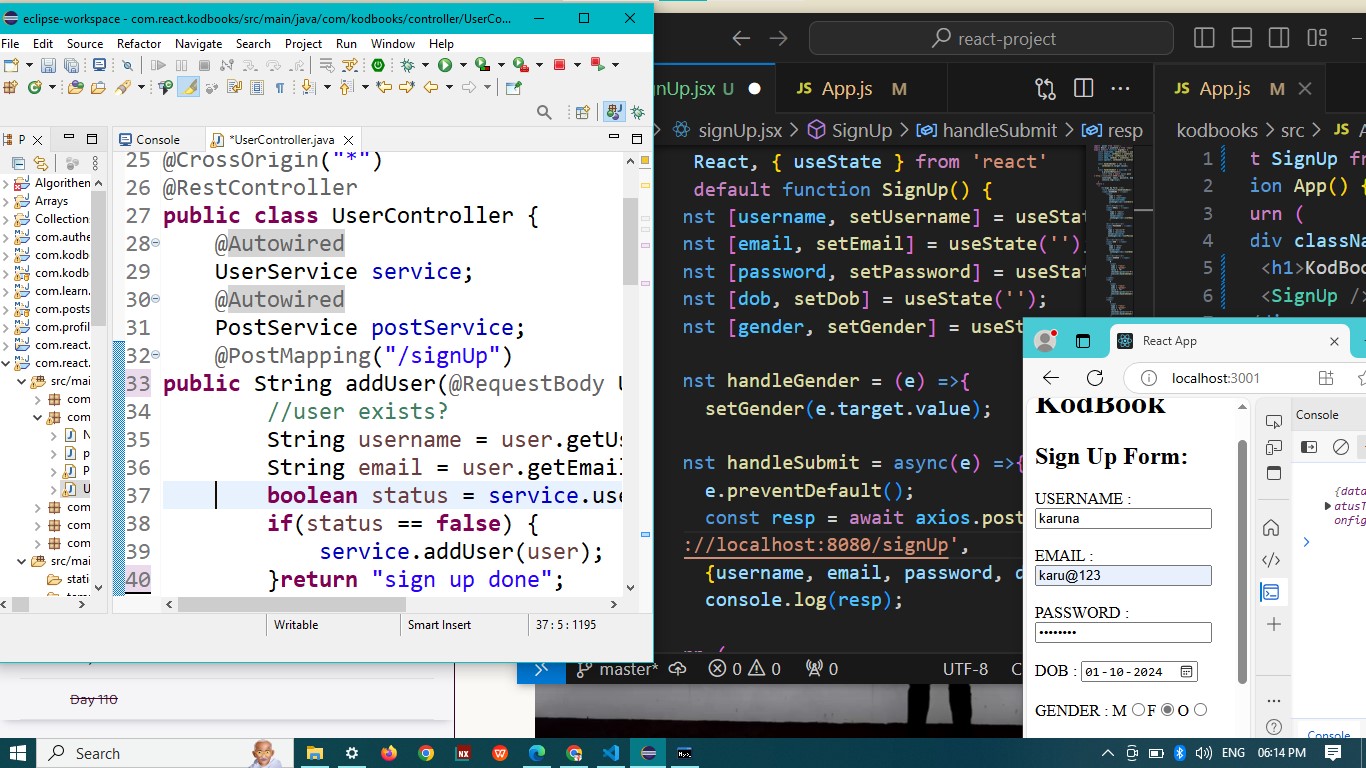 eclipse-workspace - com.react.kodbooks/src/main/java/com/kodbooks/controller/UserCo...
File Edit Source Refactor Navigate Search Project Run Window Help
P
Console
*UserController.java
Algorithen
Arrays
Collection
com.authe
com.kodb
com.kodb
com.learn.
com.posts
com.profil
com.react.
com.react.
src/mai
com
com
N
p
P
U
com
com
com
src/mai
stati
25 @CrossOrigin("*")
26 @RestController
27 public class UserController {
28 @Autowired
29 UserService service;
30 @Autowired
31 PostService postService;
32 @PostMapping("/signUp")
33 public String addUser(@RequestBody U
34 //user exists?
35 String username = user.getUs
36 String email = user.getEmail
37 boolean status = service.use
38 if(status == false) {
39 service.addUser(user);
40 }return "sign up done";
Writable Smart Insert 37 : 5 : 1195
Day 110
react-project
nUp.jsx U
JS App.js M
JS App.js M
signUp.jsx > SignUp > handleSubmit > resp
React, { useState } from 'react'
default function SignUp() {
nst [username, setUsername] = useStat
nst [email, setEmail] = useState('')
nst [password, setPassword] = useStat
nst [dob, setDob] = useState('');
nst [gender, setGender] = useSt
nst handleGender = (e) =>{
setGender(e.target.value);
nst handleSubmit = async(e) =>{
e.preventDefault();
const resp = await axios.post
://localhost:8080/signUp',
{username, email, password, d
console.log(resp);
master* 0 0 0 UTF-8 C
kodbooks > src > JS A
1 t SignUp fr
2 ion App() {
3 urn (
4 div classNa
5 <h1>KodBoo
6 <SignUp />
React App
localhost:3001
KodBook
Sign Up Form:
USERNAME :
karuna
EMAIL :
karu@123
PASSWORD :
••••••••
DOB : 01-10-2024
GENDER : M F O
Console
{data
atusT
onfig
Console
Search
NX
W
ENG 06:14 PM